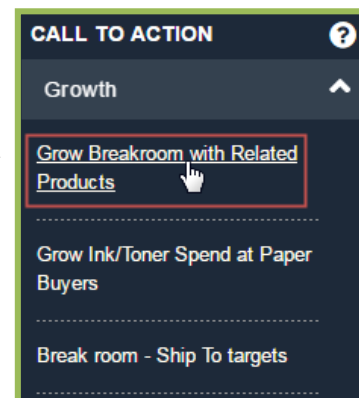 CALL TO ACTION ?
Growth
Grow Breakroom with Related
Products
Grow Ink/Toner Spend at Paper
Buyers
Break room - Ship To targets